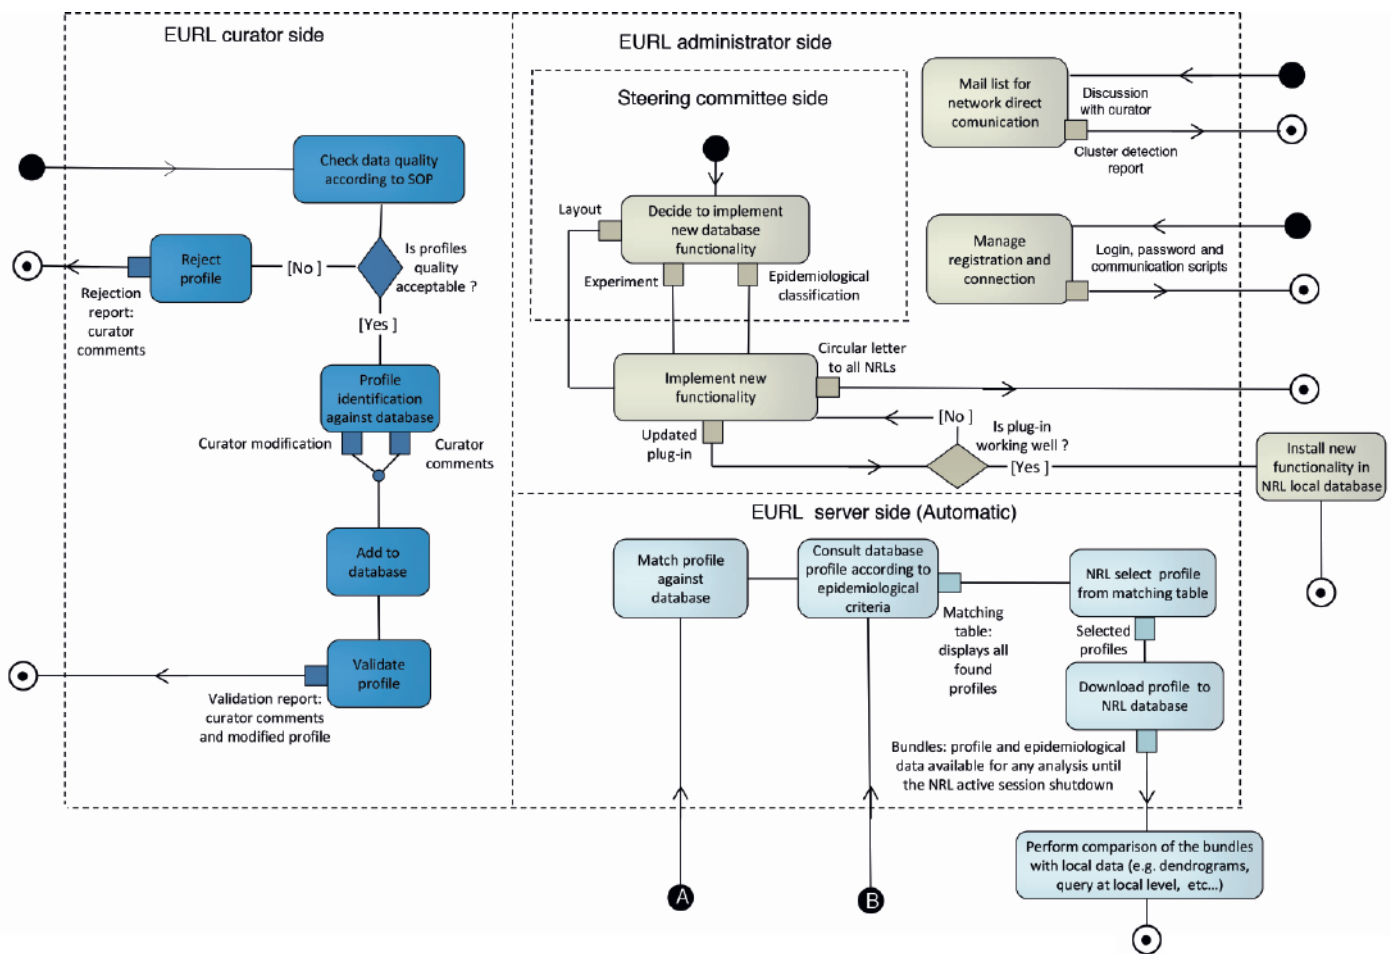 EURL curator side
Check data quality
according to SOP
Is profiles
quality
acceptable ?
[No ]
Reject
profile
Rejection
report:
curator
comments
[Yes ]
Profile
identification
against database
Curator modification
Curator
comments
Add to
database
Validate
profile
Validation report:
curator comments
and modified profile
EURL administrator side
Steering committee side
Layout
Decide to implement
new database
functionality
Experiment
Epidemiological
classification
Implement new
functionality
Circular letter
to all NRLs
Updated
plug-in
[No ]
Is plug-in
working well ?
[Yes ]
Install new
functionality in
NRL local database
Mail list for
network direct
comunication
Discussion
with curator
Cluster detection
report
Manage
registration and
connection
Login, password and
communication scripts
EURL server side (Automatic)
Match profile
against
database
Consult database
profile according to
epidemiological
criteria
Matching
table:
displays all
found
profiles
NRL select profile
from matching table
Selected
profiles
Download profile to
NRL database
Bundles: profile and epidemiological
data available for any analysis until
the NRL active session shutdown
Perform comparison of the bundles
with local data (e.g. dendrograms,
query at local level, etc...)
A
B